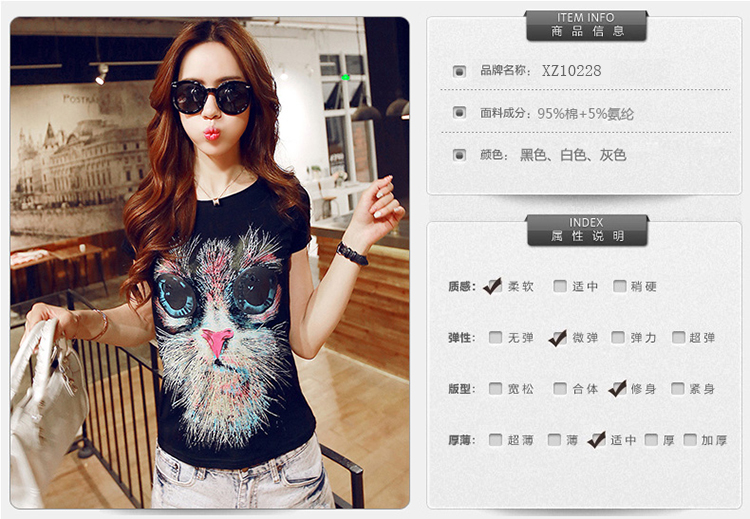 POSTCAR
ITEM INFO
商品信息
品牌名称： XZ10228
面料成分：95%棉+5%氨纶
颜色： 黑色、白色、灰色
INDEX
属性说明
质感： 柔软 适中 稍硬
弹性： 无弹 微弹 弹力 超弹
版型： 宽松 合体 修身 紧身
厚薄： 超薄 薄 适中 厚 加厚